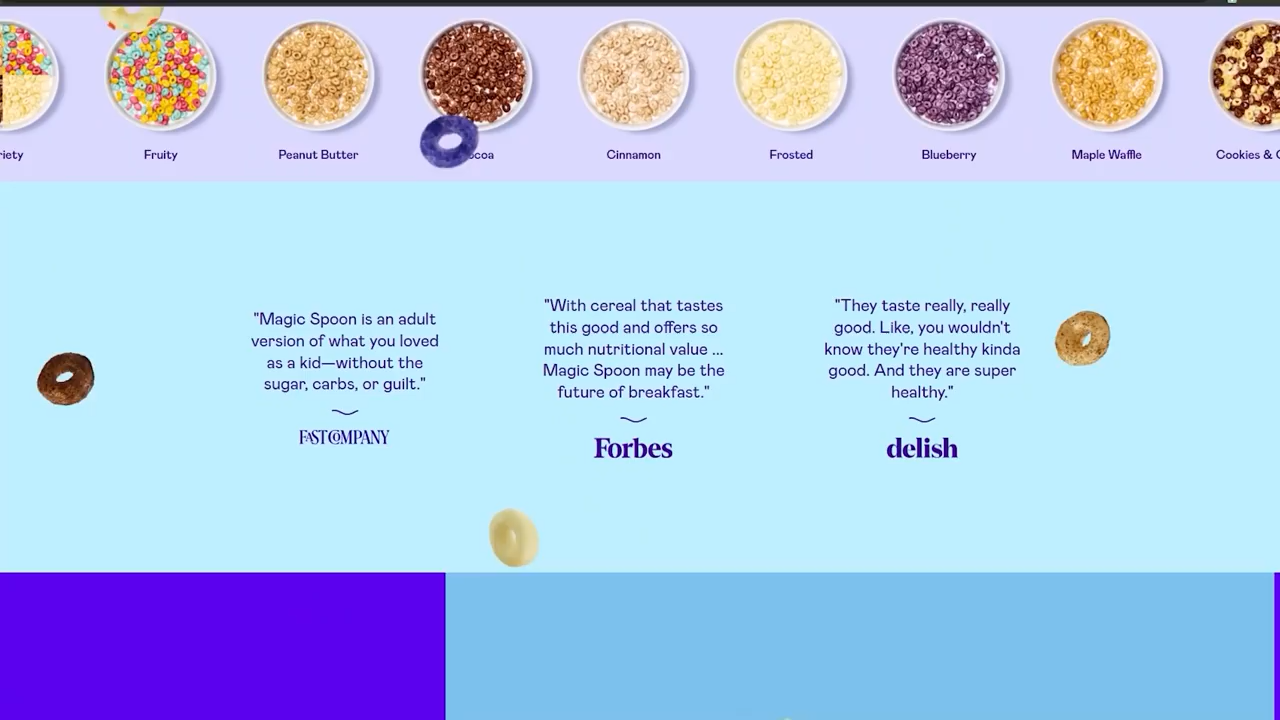 riety
Fruity
Peanut Butter
ocoa
Cinnamon
Frosted
Blueberry
Maple Waffle
Cookies & C
"Magic Spoon is an adult
version of what you loved
as a kid—without the
sugar, carbs, or guilt."
FAST COMPANY
"With cereal that tastes
this good and offers so
much nutritional value ...
Magic Spoon may be the
future of breakfast."
Forbes
"They taste really, really
good. Like, you wouldn't
know they're healthy kinda
good. And they are super
healthy."
delish